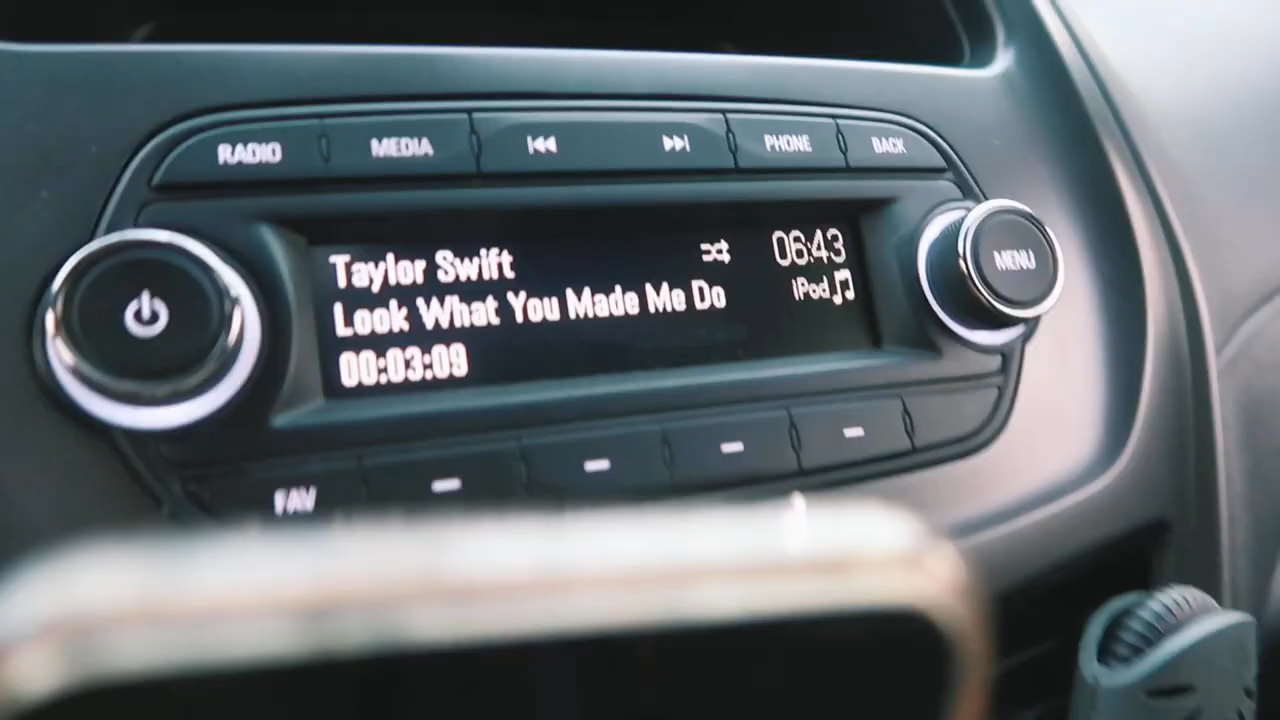 RADIO MEDIA PHONE BACK
Taylor Swift 06:43
Look What You Made Me Do iPod
00:03:09
MENU
FAV